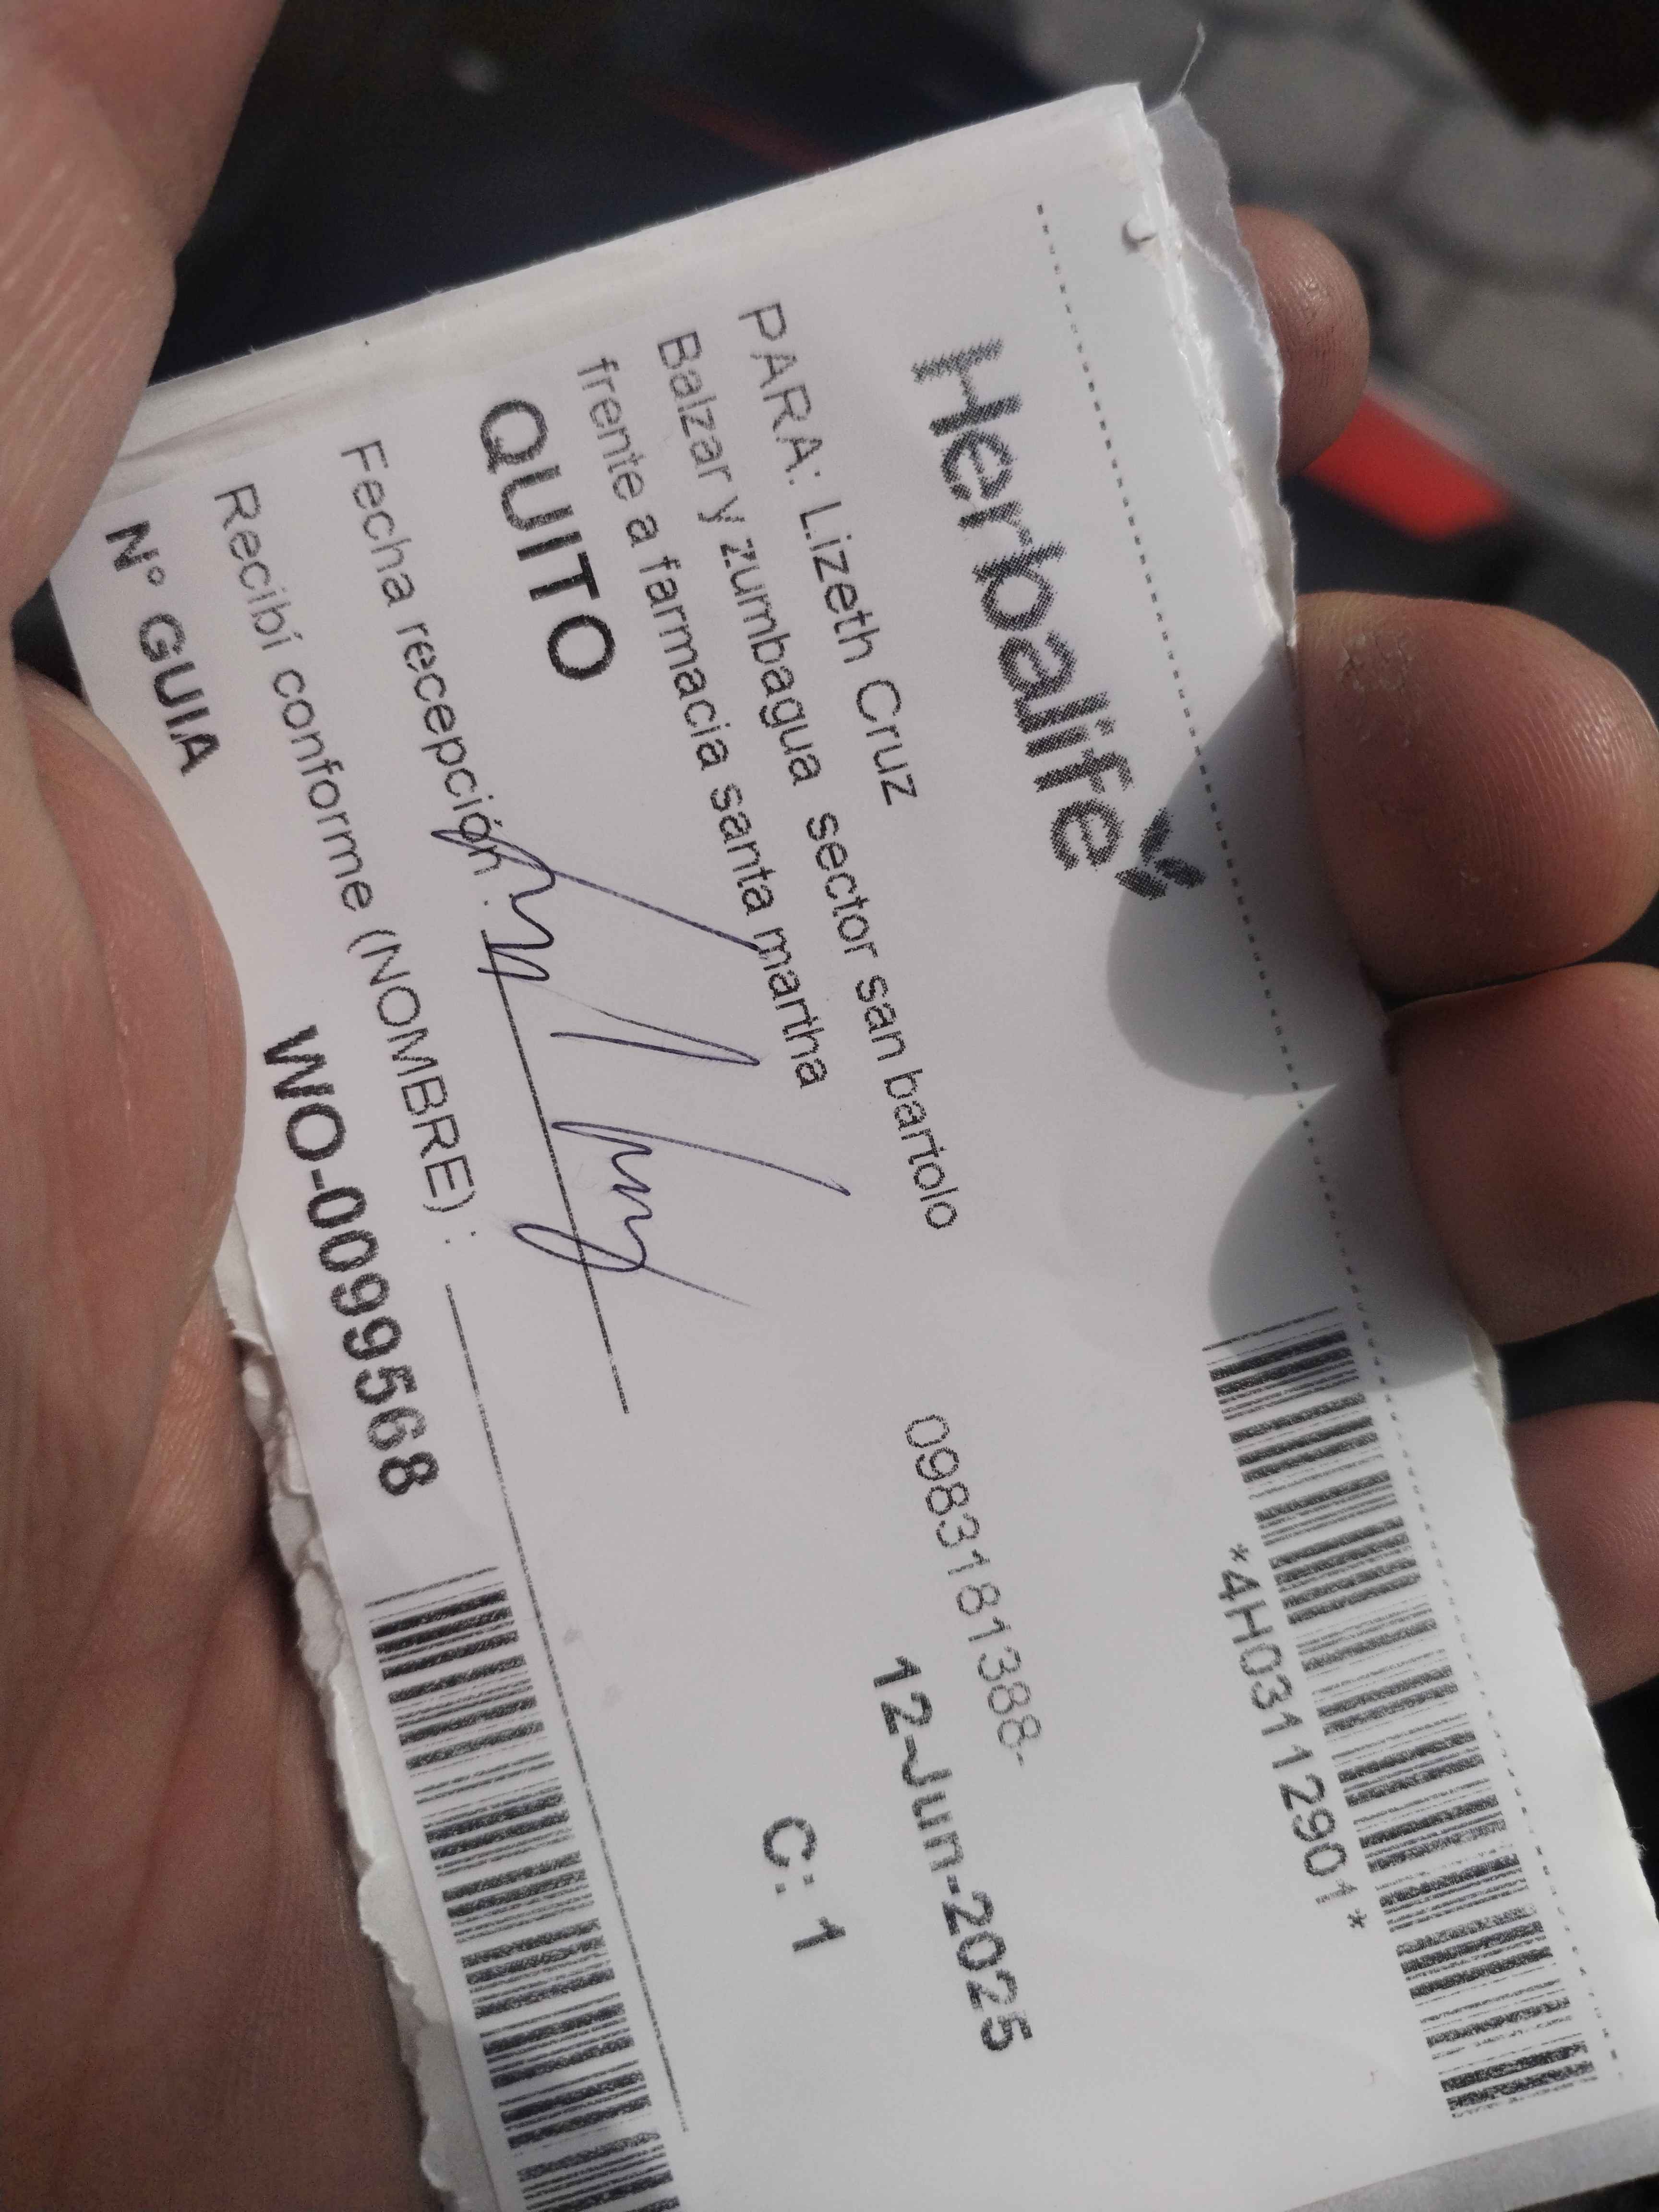 *4H03112901*
Herbalife
PARA: Lizeth Cruz 0983181388-
Balzar y zumbagua sector san bartolo 12-Jun-2025
frente a farmacia santa martha
QUITO C: 1
Fecha recepción :
Recibí conforme (NOMBRE) :
N° GUIA WO-0099568